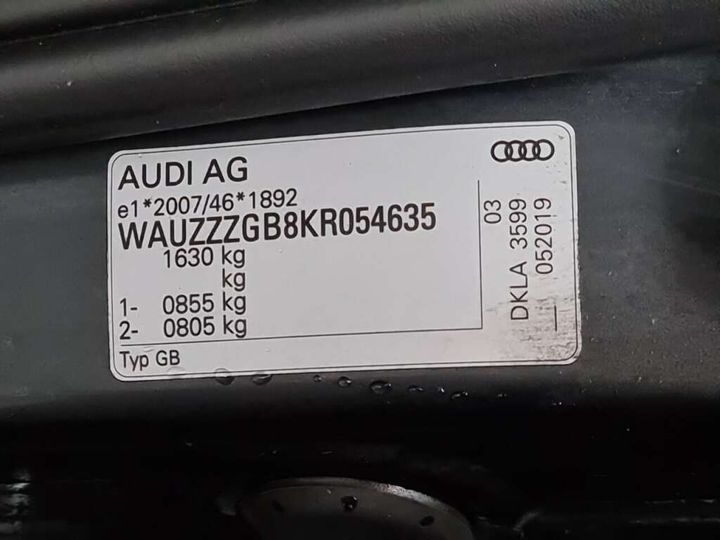 AUDI AG
e1*2007/46*1892
WAUZZZGB8KR054635
1630 kg
kg
1- 0855 kg
2- 0805 kg
Typ GB
03
DKLA 3599
052019